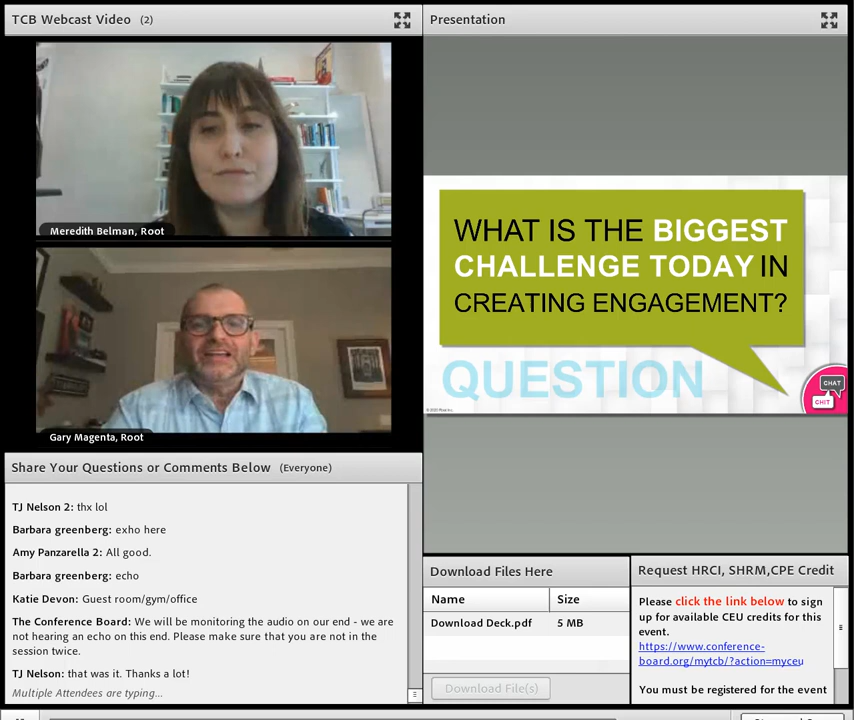 TCB Webcast Video (2)
Meredith Belman, Root
Gary Magenta, Root
Share Your Questions or Comments Below (Everyone)
TJ Nelson 2: thx lol
Barbara greenberg: exho here
Amy Panzarella 2: All good.
Barbara greenberg: echo
Katie Devon: Guest room/gym/office
The Conference Board: We will be monitoring the audio on our end - we are
not hearing an echo on this end. Please make sure that you are not in the
session twice.
TJ Nelson: that was it. Thanks a lot!
Multiple Attendees are typing...
Presentation
WHAT IS THE BIGGEST
CHALLENGE TODAY IN
CREATING ENGAGEMENT?
QUESTION
CHAT
CHIT
Download Files Here
Name Size
Download Deck.pdf 5 MB
Download File(s)
Request HRCI, SHRM,CPE Credit
Please click the link below to sign
up for available CEU credits for this
event.
https://www.conference-
board.org/mytcb/?action=myceu
You must be registered for the event